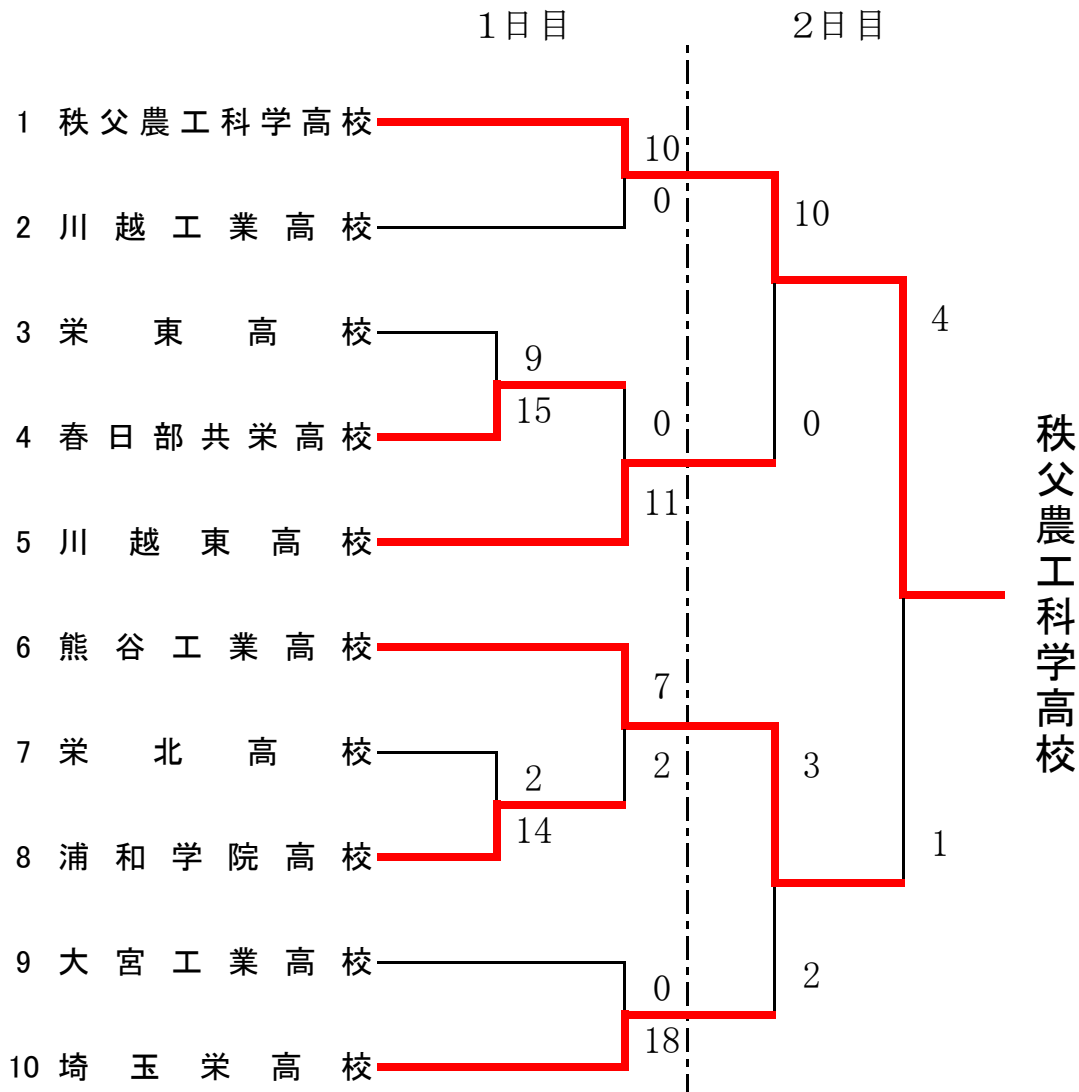 1日目
2日目
1 秩父農工科学高校
10
0
2 川越工業高校
10
3 栄東高校
4
9
15
4 春日部共栄高校
0
0
11
5 川越東高校
秩父農工科学高校
6 熊谷工業高校
7
2
7 栄北高校
3
2
14
8 浦和学院高校
1
9 大宮工業高校
2
0
18
10 埼玉栄高校